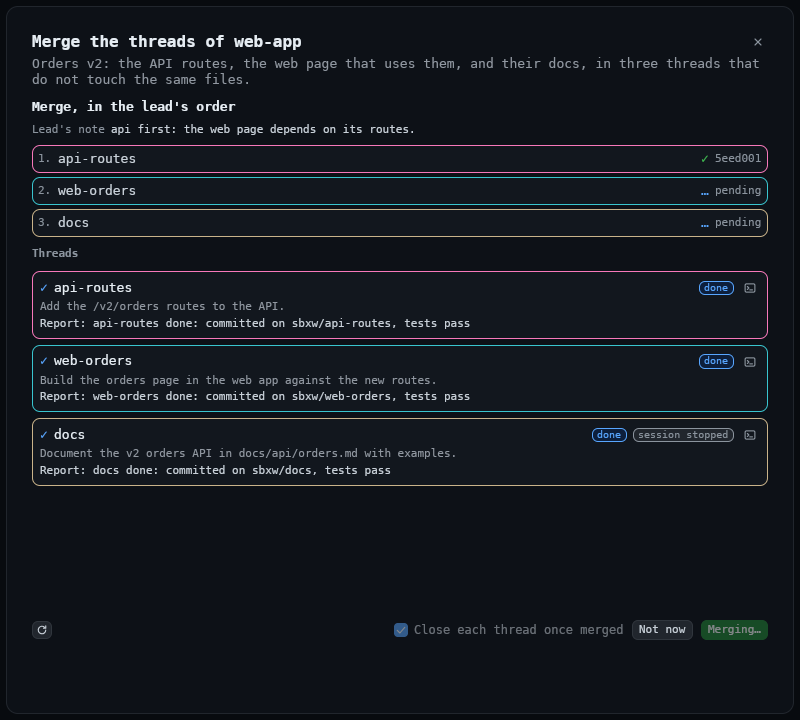 Merge the threads of web-app
×
Orders v2: the API routes, the web page that uses them, and their docs, in three threads that
do not touch the same files.
Merge, in the lead's order
Lead's note api first: the web page depends on its routes.
1. api-routes ✓ 5eed001
2. web-orders … pending
3. docs … pending
Threads
✓ api-routes done
Add the /v2/orders routes to the API.
Report: api-routes done: committed on sbxw/api-routes, tests pass
✓ web-orders done
Build the orders page in the web app against the new routes.
Report: web-orders done: committed on sbxw/web-orders, tests pass
✓ docs done session stopped
Document the v2 orders API in docs/api/orders.md with examples.
Report: docs done: committed on sbxw/docs, tests pass
Close each thread once merged Not now Merging…